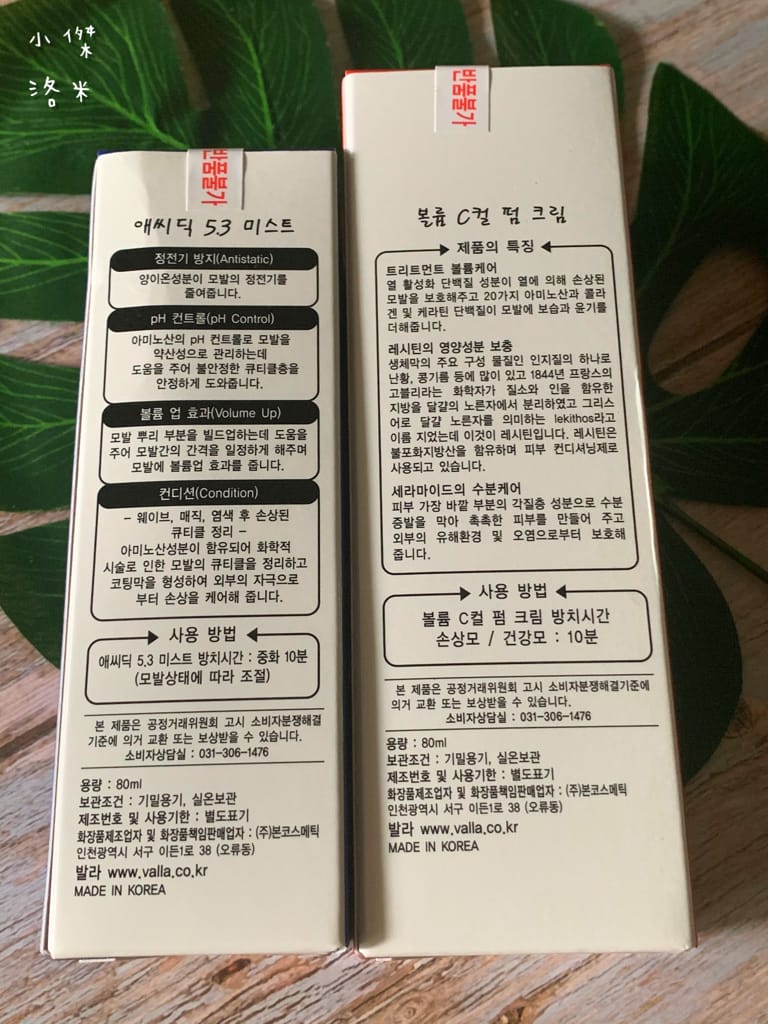 小傑
洛米
반품불가
애씨딕 5.3 미스트
정전기 방지(Antistatic)
양이온성분이 모발의 정전기를
줄여줍니다.
pH 컨트롤(pH Control)
아미노산의 pH 컨트롤로 모발을
약산성으로 관리하는데
도움을 주어 불안정한 큐티클층을
안정하게 도와줍니다.
볼륨 업 효과(Volume Up)
모발 뿌리 부분을 빌드업하는데 도움을
주어 모발간의 간격을 일정하게 해주며
모발에 볼륨업 효과를 줍니다.
컨디션(Condition)
– 웨이브, 매직, 염색 후 손상된
큐티클 정리 –
아미노산성분이 함유되어 화학적
시술로 인한 모발의 큐티클을 정리하고
코팅막을 형성하여 외부의 자극으로
부터 손상을 케어해 줍니다.
사용 방법
애씨딕 5.3 미스트 방치시간 : 중화 10분
(모발상태에 따라 조절)
본 제품은 공정거래위원회 고시 소비자분쟁해결
기준에 의거 교환 또는 보상받을 수 있습니다.
소비자상담실 : 031-306-1476
용량 : 80ml
보관조건 : 기밀용기, 실온보관
제조번호 및 사용기한 : 별도표기
화장품제조업자 및 화장품책임판매업자 : (주)본코스메틱
인천광역시 서구 이든1로 38 (오류동)
발라 www.valla.co.kr
MADE IN KOREA
반품불가
볼륨 C컬 펌 크림
제품의 특징
트리트먼트 볼륨케어
열 활성화 단백질 성분이 열에 의해 손상된
모발을 보호해주고 20가지 아미노산과 콜라
겐 및 케라틴 단백질이 모발에 보습과 윤기를
더해줍니다.
레시틴의 영양성분 보충
생체막의 주요 구성 물질인 인지질의 하나로
난황, 콩기름 등에 많이 있고 1844년 프랑스의
고블리라는 화학자가 질소와 인을 함유한
지방을 달걀의 노른자에서 분리하였고 그리스
어로 달걀 노른자를 의미하는 lekithos라고
이름 지었는데 이것이 레시틴입니다. 레시틴은
불포화지방산을 함유하며 피부 컨디셔닝제로
사용되고 있습니다.
세라마이드의 수분케어
피부 가장 바깥 부분의 각질층 성분으로 수분
증발을 막아 촉촉한 피부를 만들어 주고
외부의 유해환경 및 오염으로부터 보호해
줍니다.
사용 방법
볼륨 C컬 펌 크림 방치시간
손상모 / 건강모 : 10분
본 제품은 공정거래위원회 고시 소비자분쟁해결기준에
의거 교환 또는 보상받을 수 있습니다.
소비자상담실 : 031-306-1476
용량 : 80ml
보관조건 : 기밀용기, 실온보관
제조번호 및 사용기한 : 별도표기
화장품제조업자 및 화장품책임판매업자 : (주)본코스메틱
인천광역시 서구 이든1로 38 (오류동)
발라 www.valla.co.kr
MADE IN KOREA